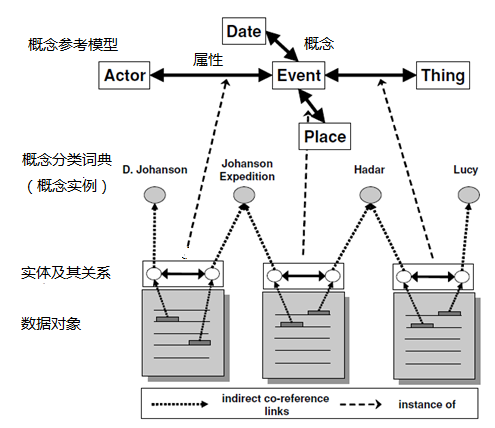 Date
概念参考模型
概念
属性
Actor
Event
Thing
Place
概念分类词典
（概念实例）
D. Johanson
Johanson
Expedition
Hadar
Lucy
实体及其关系
数据对象
indirect co-reference
links
instance of